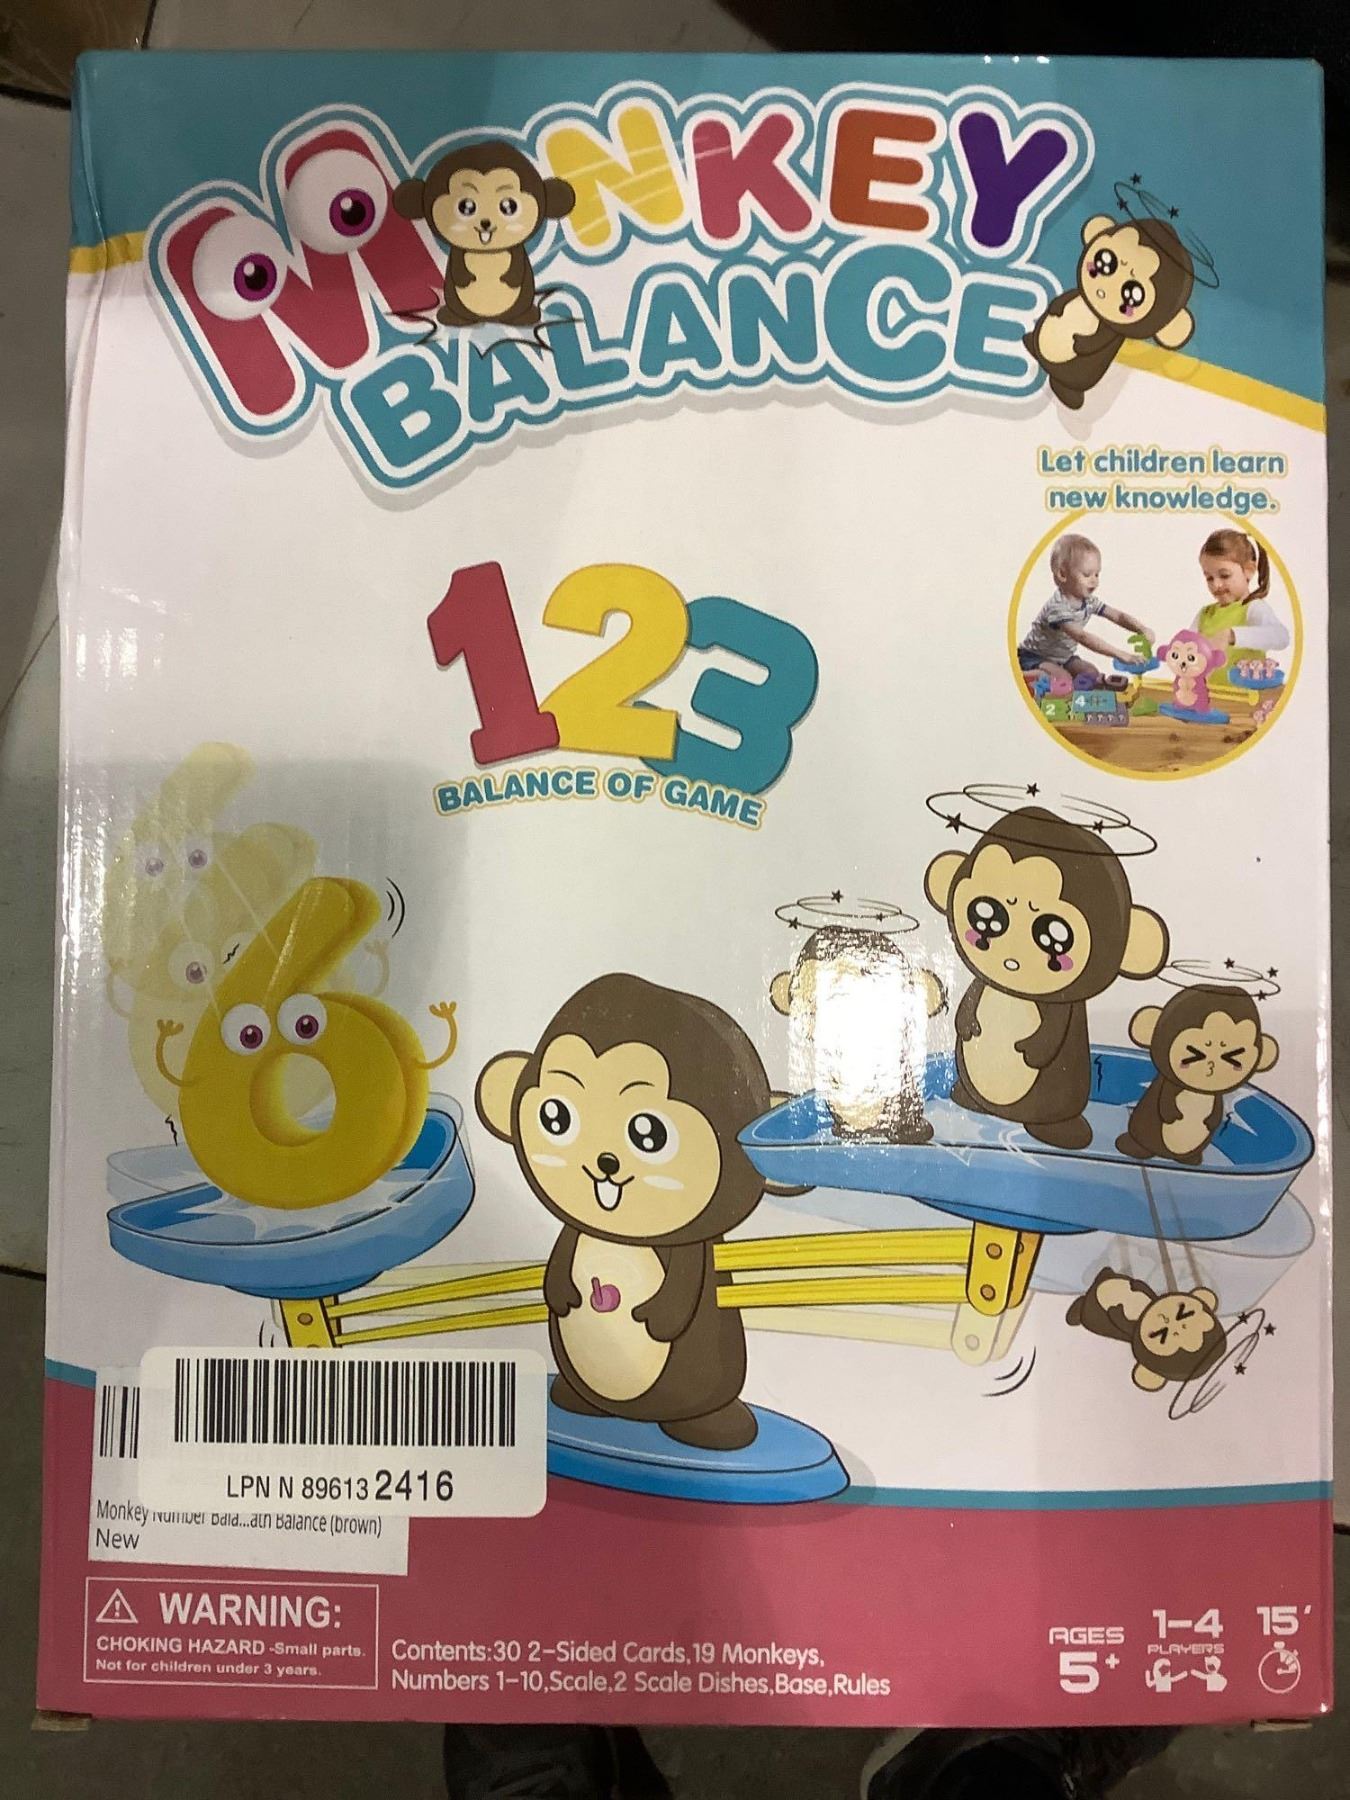 MONKEY
BALANCE
Let children learn
new knowledge.
123
BALANCE OF GAME
6
LPN N 896132416
Monkey Number Bala...ath Balance (brown)
New
WARNING:
CHOKING HAZARD -Small parts.
Not for children under 3 years.
Contents:30 2-Sided Cards,19 Monkeys,
Numbers 1-10,Scale,2 Scale Dishes,Base,Rules
AGES
5+
1-4
PLAYERS
15'